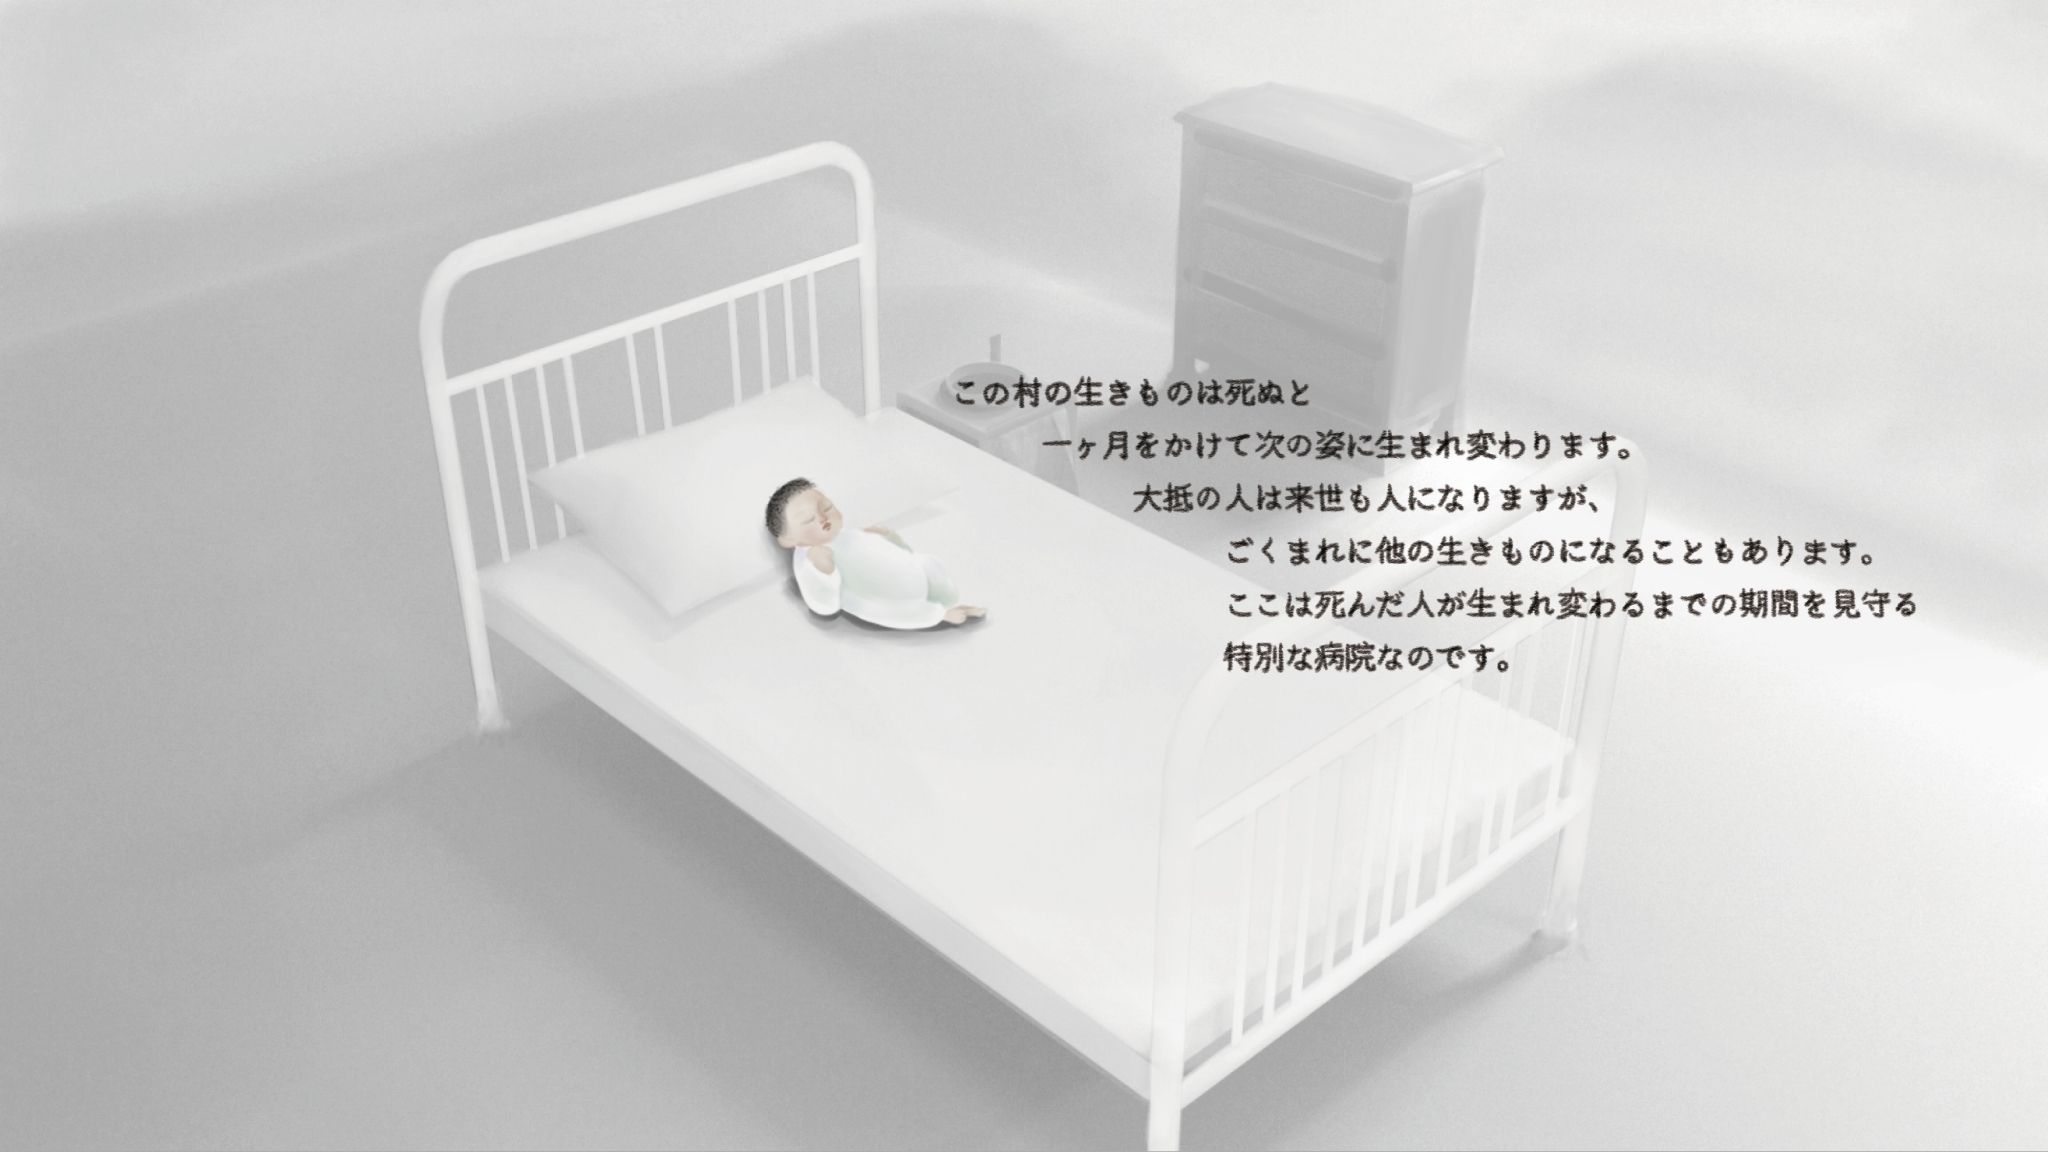 この村の生きものは死ぬと
一ヶ月をかけて次の姿に生まれ変わります。
大抵の人は来世も人になりますが、
ごくまれに他の生きものになることもあります。
ここは死んだ人が生まれ変わるまでの期間を見守る
特別な病院なのです。